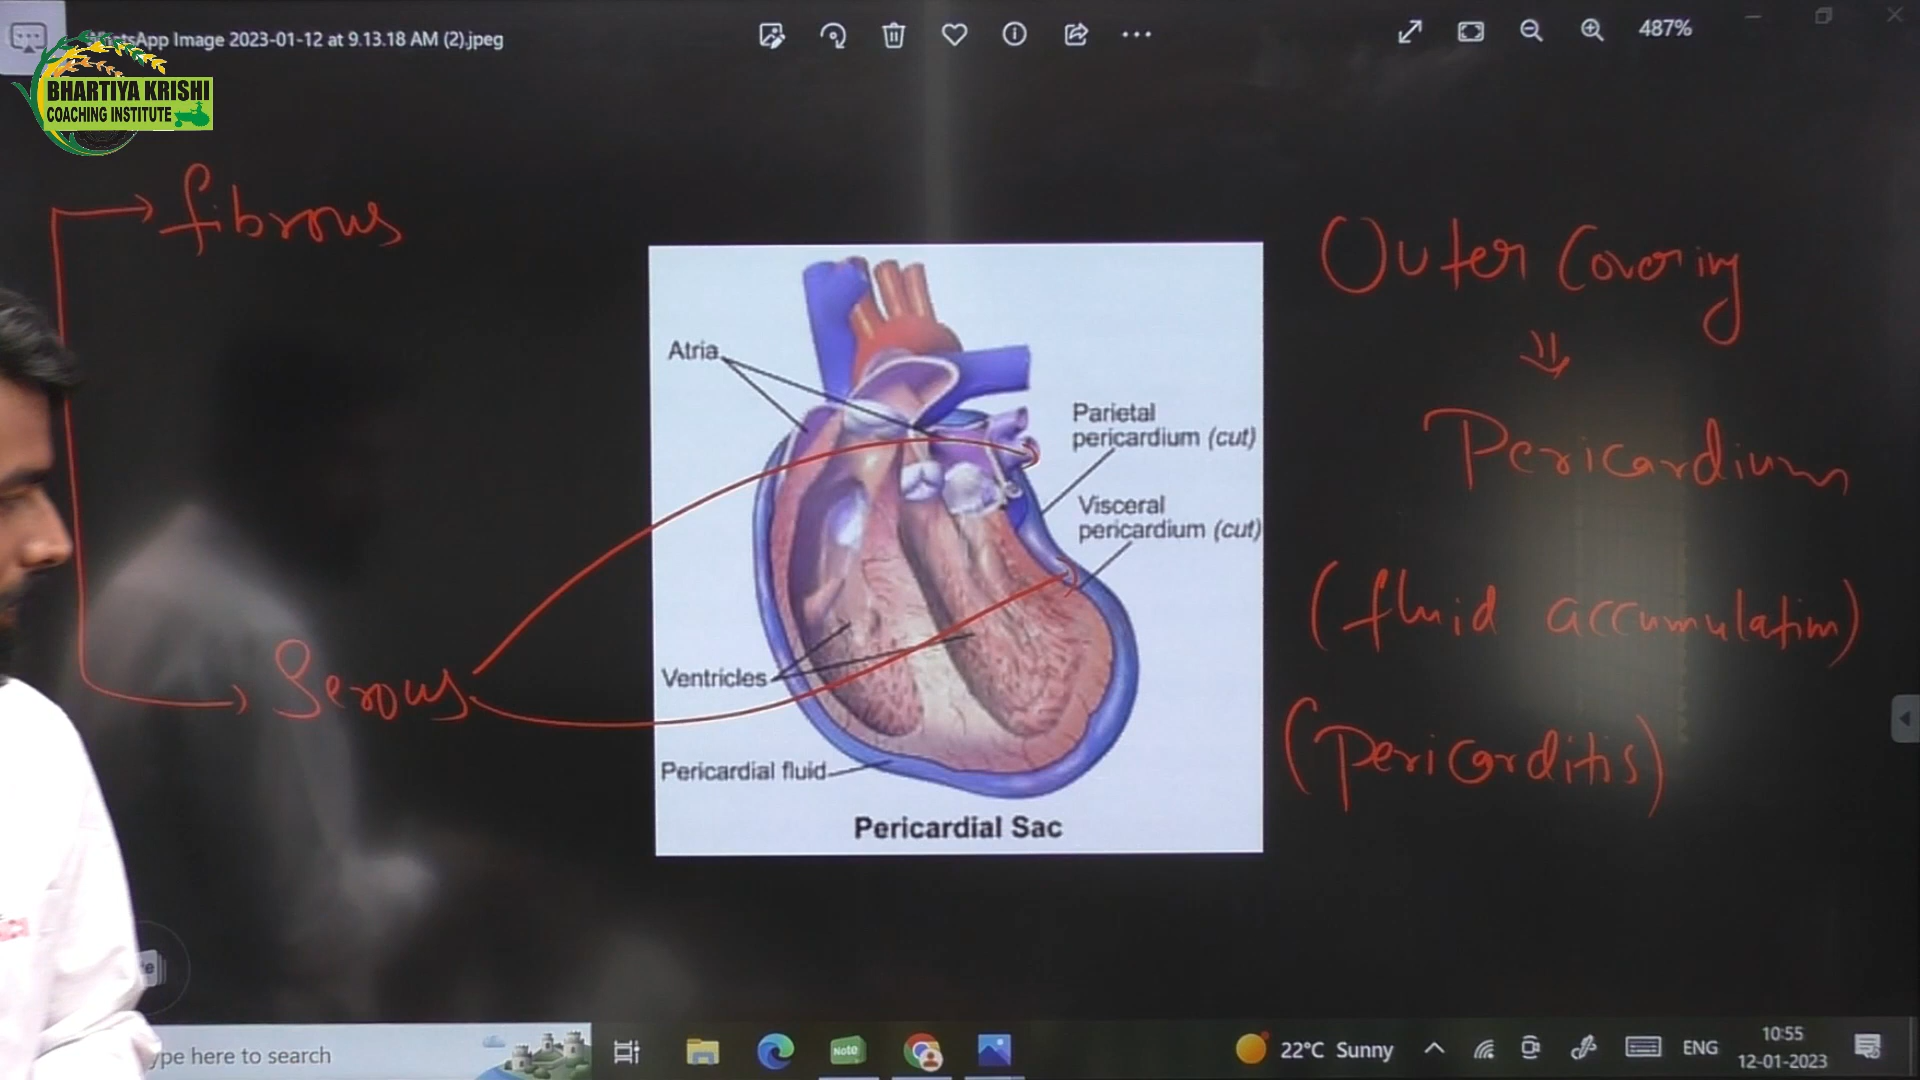 WhatsApp Image 2023-01-12 at 9.13.18 AM (2).jpeg
487%
BHARTIYA KRISHI
COACHING INSTITUTE
fibrous
Serous
Atria
Parietal
pericardium (cut)
Visceral
pericardium (cut)
Ventricles
Pericardial fluid
Pericardial Sac
Outer Covering
Pericardium
(fluid accumulation)
(Pericarditis)
ype here to search
Note
22°C Sunny
ENG
10:55
12-01-2023